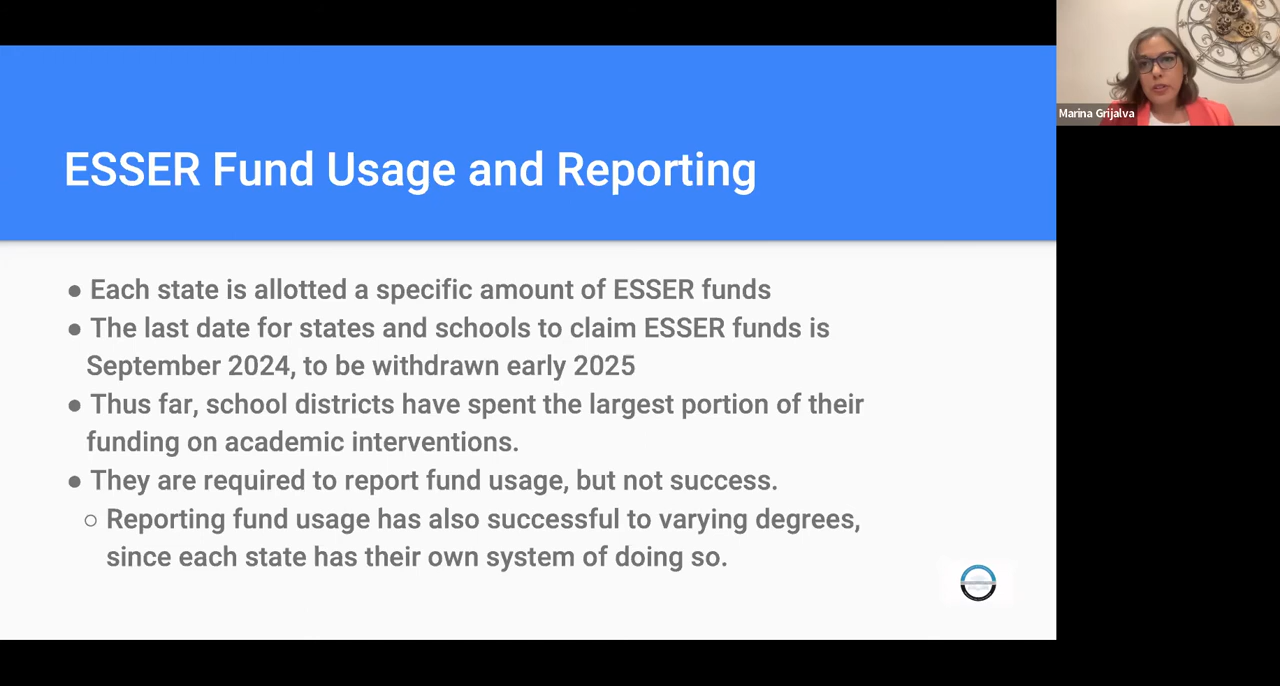 ESSER Fund Usage and Reporting
● Each state is allotted a specific amount of ESSER funds
● The last date for states and schools to claim ESSER funds is
September 2024, to be withdrawn early 2025
● Thus far, school districts have spent the largest portion of their
funding on academic interventions.
● They are required to report fund usage, but not success.
○ Reporting fund usage has also successful to varying degrees,
since each state has their own system of doing so.
Marina Grijalva